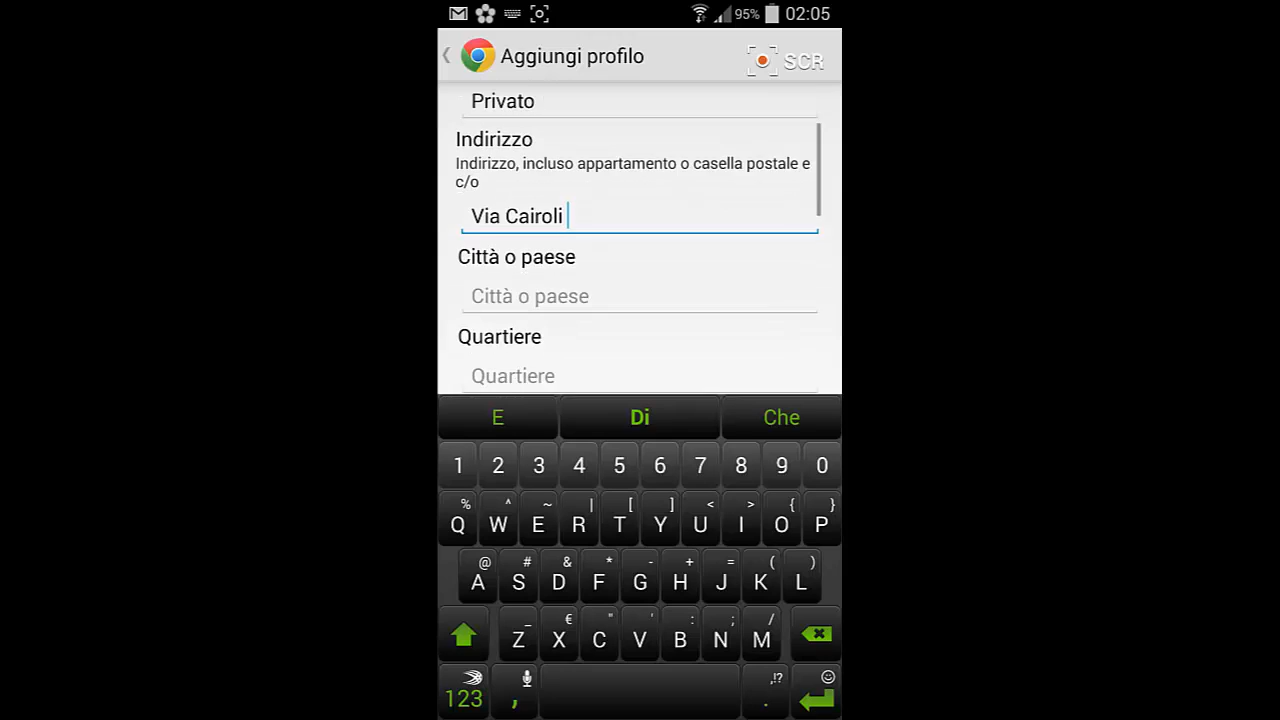 95% 02:05
Aggiungi profilo SCR
Privato
Indirizzo
Indirizzo, incluso appartamento o casella postale e
c/o
Via Cairoli
Città o paese
Città o paese
Quartiere
Quartiere
E Di Che
1 2 3 4 5 6 7 8 9 0
% ^ ~ | [ ] < > { }
Q W E R T Y U I O P
@ # & * - + = ( )
A S D F G H J K L
_ € " ' : ; /
Z X C V B N M
,!?
123 , .